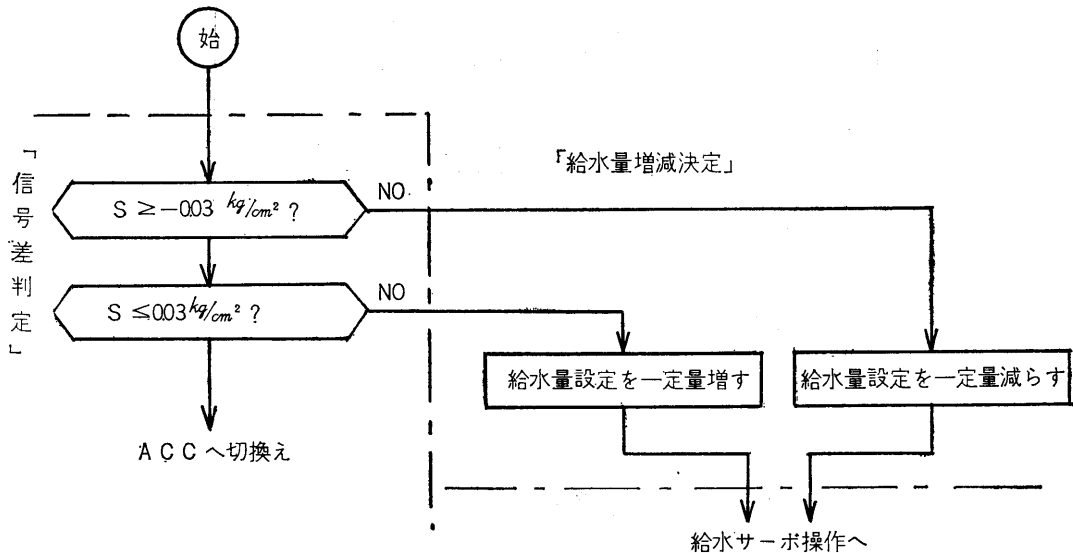 始
「信号差判定」
『給水量増減決定」
S ≥ −0.03 kg/cm² ?
NO
S ≤ 0.03 kg/cm² ?
NO
給水量設定を一定量増す
給水量設定を一定量減らす
ACCへ切換え
給水サーボ操作へ